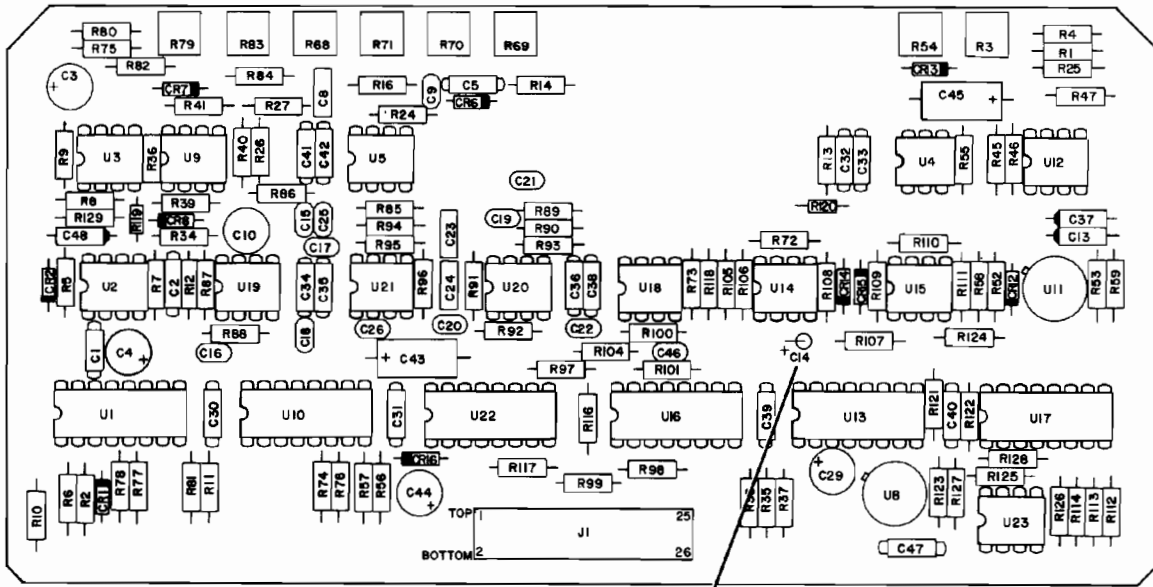 R80
R75
R79
R83
R68
R71
R70
R69
R54
R3
R4
R1
R25
R82
C3
+
CR7
R84
R41
R27
C8
R16
C9
C5
CR6
R14
R24
CR3
C45
+
R47
R9
U3
R36
U9
R40
R26
C41
C42
U5
R13
C32
C33
U4
R55
R45
R46
U12
R86
C21
R8
R129
R119
R39
CR8
C48
R34
C10
C15
C25
C17
R85
R94
R95
C23
C19
R89
R90
R93
R120
R72
R110
C37
C13
CR2
R5
U2
R7
C2
R12
R87
U19
C34
C35
U21
R96
C24
R91
U20
C36
C38
U18
R73
R118
R105
R106
U14
R108
CR14
CR15
R109
U15
R111
R58
R52
CR12
U11
R53
R59
C1
C4
+
C16
R88
C18
C26
C20
R92
C22
R100
R104
C46
R101
+
C43
R97
+
C14
R107
R124
U1
C30
U10
C31
U22
R116
U16
C39
U13
R121
C40
R122
U17
R10
R6
R2
CR1
R78
R77
R81
R11
R74
R76
R57
R56
CR16
C44
+
R117
R99
R98
R35
R37
+
C29
U8
R123
R127
R128
R125
U23
R126
R114
R113
R112
C47
TOP
1
25
J1
BOTTOM
2
26